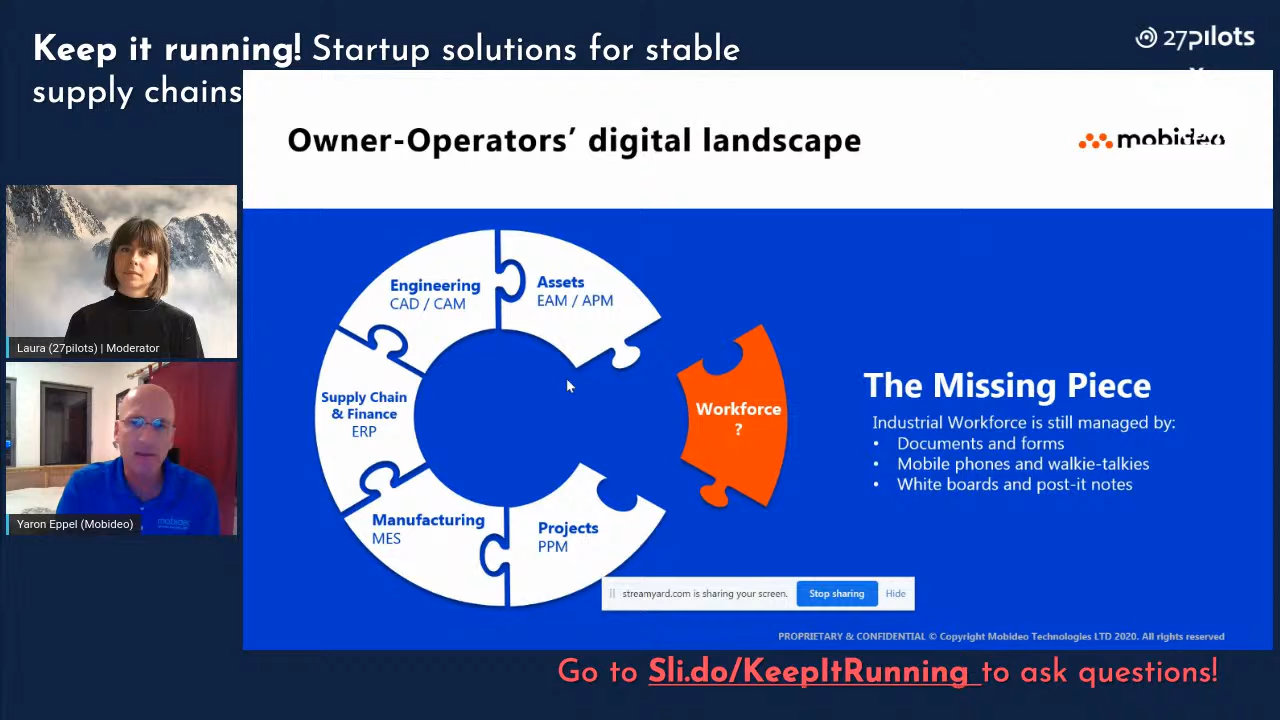 Keep it running! Startup solutions for stable
supply chains
27pilots
Owner-Operators’ digital landscape
mobideo
Engineering
CAD / CAM
Assets
EAM / APM
Supply Chain
& Finance
ERP
Workforce
?
Manufacturing
MES
Projects
PPM
The Missing Piece
Industrial Workforce is still managed by:
• Documents and forms
• Mobile phones and walkie-talkies
• White boards and post-it notes
Laura (27pilots) | Moderator
mobideo
Yaron Eppel (Mobideo)
streamyard.com is sharing your screen.
Stop sharing
Hide
PROPRIETARY & CONFIDENTIAL © Copyright Mobideo Technologies LTD 2020. All rights reserved
Go to Sli.do/KeepItRunning to ask questions!